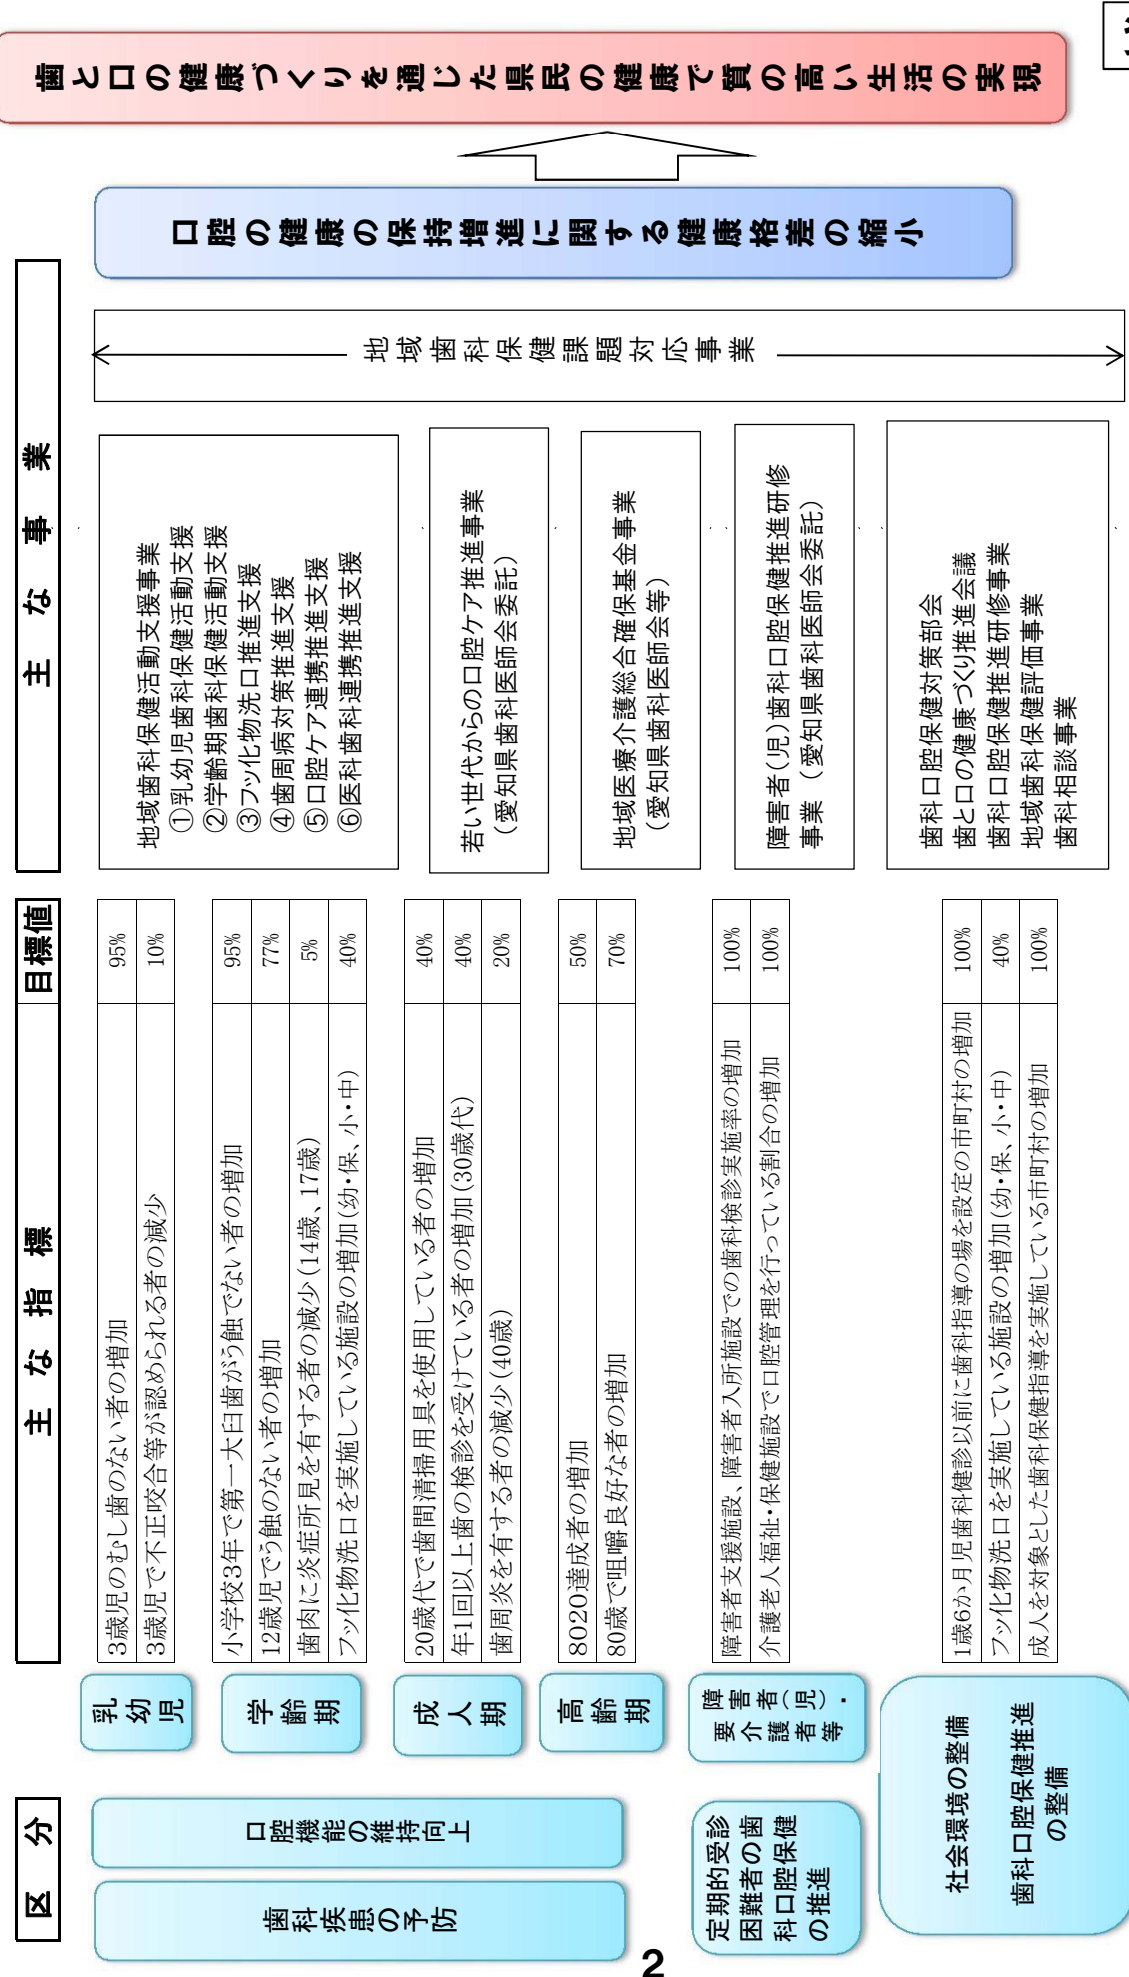 区　分
主　な　指　標
目標値
主　な　事　業
歯科疾患の予防
口腔機能の維持向上
乳幼児
3歳児のむし歯のない者の増加 95%
3歳児で不正咬合等が認められる者の減少 10%
学齢期
小学校3年で第一大臼歯がう蝕でない者の増加 95%
12歳児でう蝕のない者の増加 77%
歯肉に炎症所見を有する者の減少(14歳、17歳) 5%
フッ化物洗口を実施している施設の増加(幼・保、小・中) 40%
成人期
20歳代で歯間清掃用具を使用している者の増加 40%
年1回以上歯の検診を受けている者の増加(30歳代) 40%
歯周炎を有する者の減少(40歳) 20%
高齢期
8020達成者の増加 50%
80歳で咀嚼良好な者の増加 70%
定期的受診
困難者の歯
科口腔保健
の推進
障害者(児)・
要介護者等
障害者支援施設、障害者入所施設での歯科検診実施率の増加 100%
介護老人福祉・保健施設で口腔管理を行っている割合の増加 100%
社会環境の整備
歯科口腔保健推進
の整備
1歳6か月児歯科健診以前に歯科指導の場を設定の市町村の増加 100%
フッ化物洗口を実施している施設の増加(幼・保、小・中) 40%
成人を対象とした歯科保健指導を実施している市町村の増加 100%
地域歯科保健活動支援事業
①乳幼児歯科保健活動支援
②学齢期歯科保健活動支援
③フッ化物洗口推進支援
④歯周病対策推進支援
⑤口腔ケア連携推進支援
⑥医科歯科連携推進支援
若い世代からの口腔ケア推進事業
(愛知県歯科医師会委託)
地域医療介護総合確保基金事業
(愛知県歯科医師会等)
障害者(児)歯科口腔保健推進研修
事業 (愛知県歯科医師会委託)
歯科口腔保健対策部会
歯と口の健康づくり推進会議
歯科口腔保健推進研修事業
地域歯科保健評価事業
歯科相談事業
地域歯科保健課題対応事業
口腔の健康の保持増進に関する健康格差の縮小
歯と口の健康づくりを通じた県民の健康で質の高い生活の実現
2